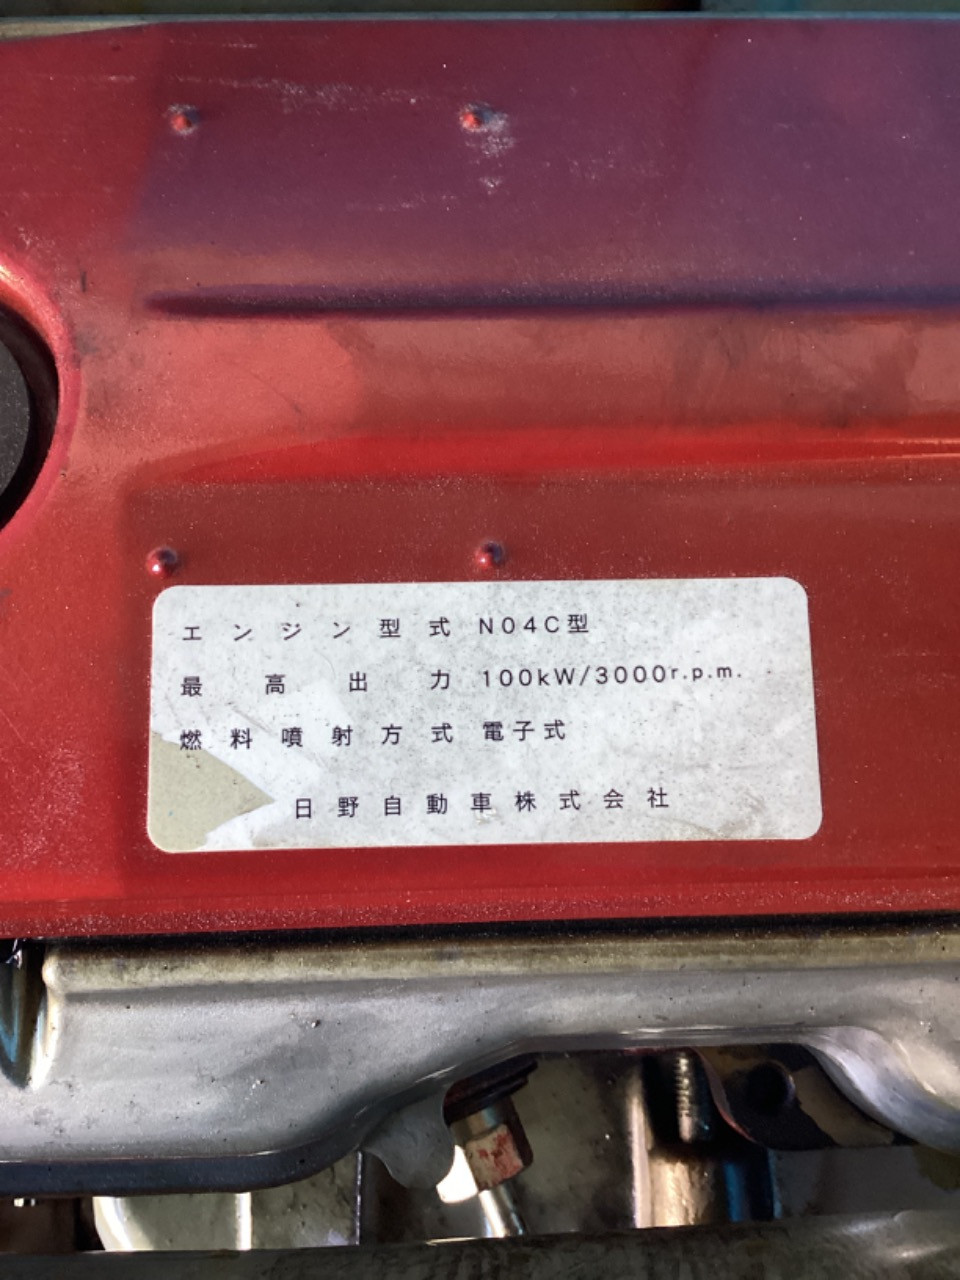 エンジン型式 N04C型
最高出力 100kW/3000r.p.m.
燃料噴射方式 電子式
日野自動車株式会社